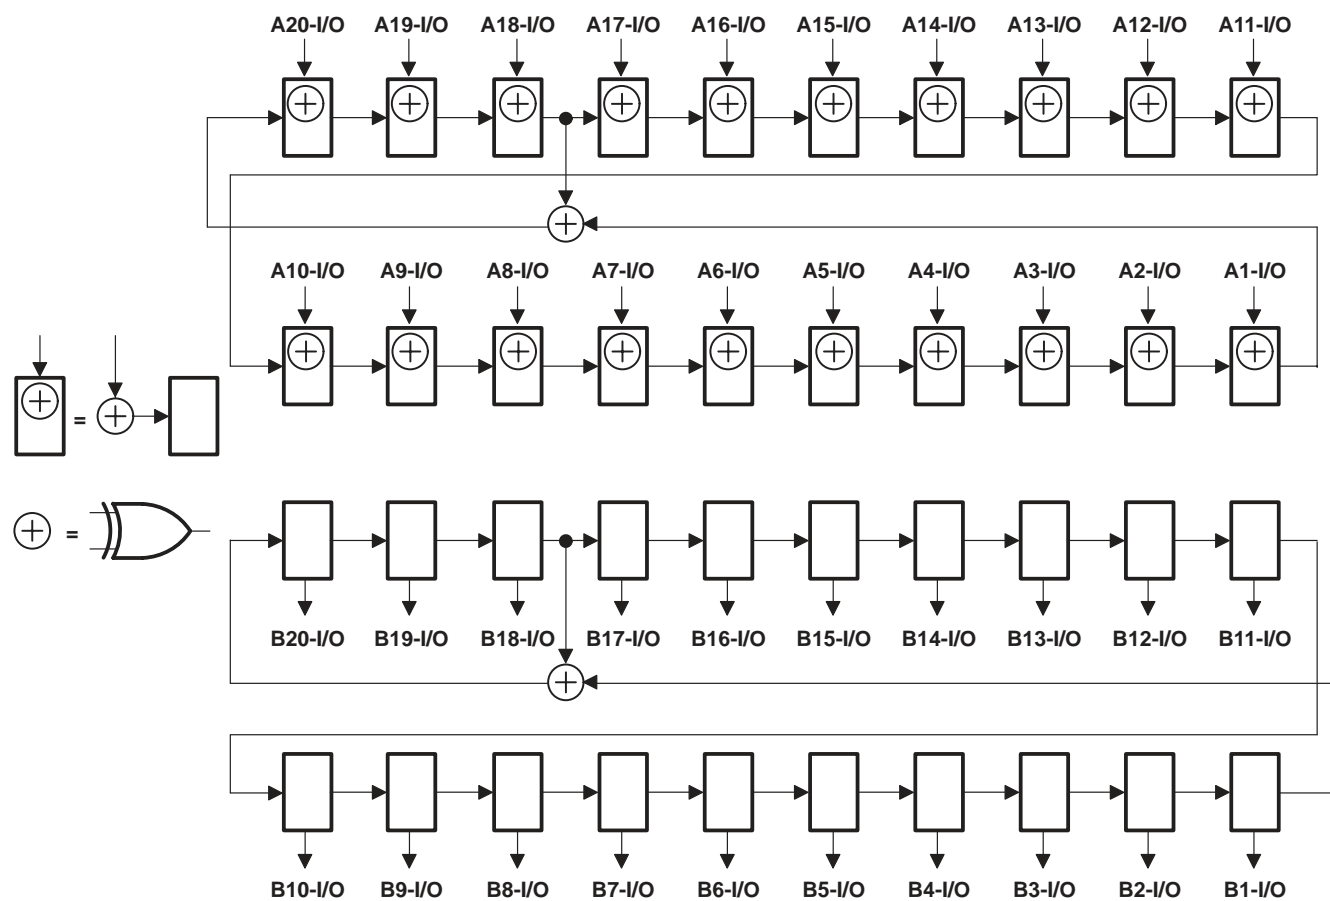 A20-I/O A19-I/O A18-I/O A17-I/O A16-I/O A15-I/O A14-I/O A13-I/O A12-I/O A11-I/O
A10-I/O A9-I/O A8-I/O A7-I/O A6-I/O A5-I/O A4-I/O A3-I/O A2-I/O A1-I/O
=
=
B20-I/O B19-I/O B18-I/O B17-I/O B16-I/O B15-I/O B14-I/O B13-I/O B12-I/O B11-I/O
B10-I/O B9-I/O B8-I/O B7-I/O B6-I/O B5-I/O B4-I/O B3-I/O B2-I/O B1-I/O